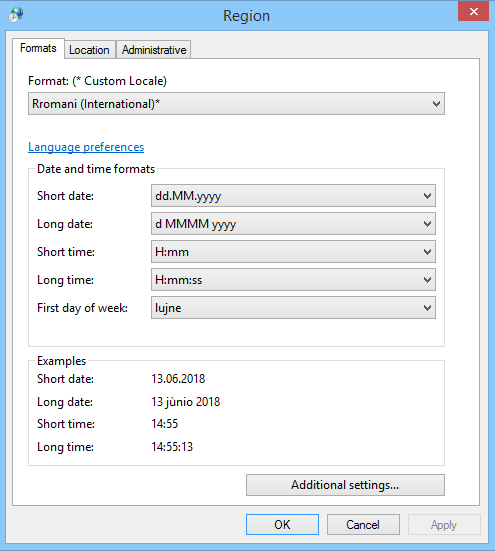 Region
Formats Location Administrative
Format: (* Custom Locale)
Rromani (International)*
Language preferences
Date and time formats
Short date: dd.MM.yyyy
Long date: d MMMM yyyy
Short time: H:mm
Long time: H:mm:ss
First day of week: lujne
Examples
Short date: 13.06.2018
Long date: 13 jùnio 2018
Short time: 14:55
Long time: 14:55:13
Additional settings...
OK Cancel Apply